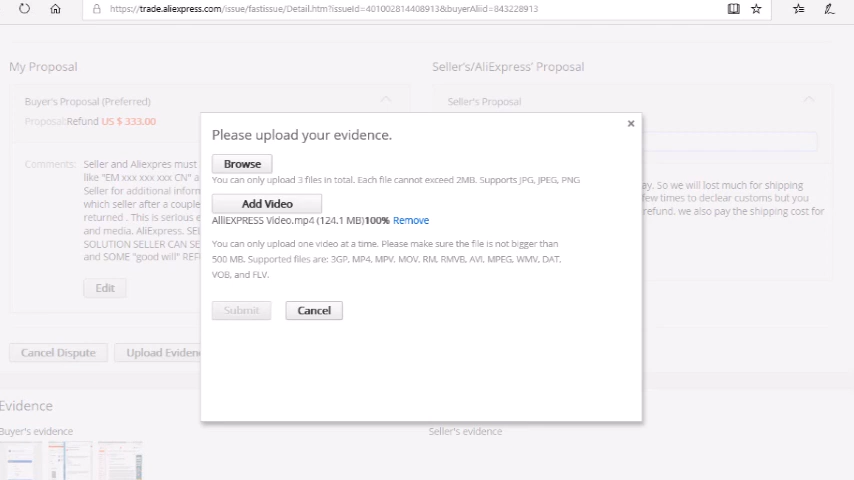 https://trade.aliexpress.com/issue/fastissue/Detail.htm?issueId=401002814408913&buyerAliid=843228913
My Proposal
Seller's/AliExpress' Proposal
Buyer's Proposal (Preferred)
Seller's Proposal
Proposal:Refund US $ 333.00
Comments:
Seller and Aliexpres must
like "EM xxx xxx xxx CN" a
Seller for additional inform
which seller after a couple
returned . This is serious e
and media, AliExpress. SEL
SOLUTION SELLER CAN SE
and SOME "good will" REF
Edit
ay. So we will lost much for shipping
few times to declear customs but you
refund. we also pay the shipping cost for
Please upload your evidence.
Browse
You can only upload 3 files in total. Each file cannot exceed 2MB. Supports JPG, JPEG, PNG
Add Video
AlliEXPRESS Video.mp4 (124.1 MB)100% Remove
You can only upload one video at a time. Please make sure the file is not bigger than
500 MB. Supported files are: 3GP, MP4, MPV. MOV, RM, RMVB, AVI, MPEG, WMV, DAT,
VOB, and FLV.
Submit
Cancel
Cancel Dispute
Upload Eviden
Evidence
Buyer's evidence
Seller's evidence